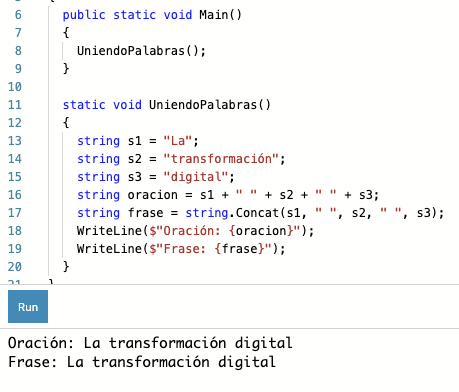 6 public static void Main()
7 {
8 UniendoPalabras();
9 }
10
11 static void UniendoPalabras()
12 {
13 string s1 = "La";
14 string s2 = "transformación";
15 string s3 = "digital";
16 string oracion = s1 + " " + s2 + " " + s3;
17 string frase = string.Concat(s1, " ", s2, " ", s3);
18 WriteLine($"Oración: {oracion}");
19 WriteLine($"Frase: {frase}");
20 }
21 }
Run
Oración: La transformación digital
Frase: La transformación digital